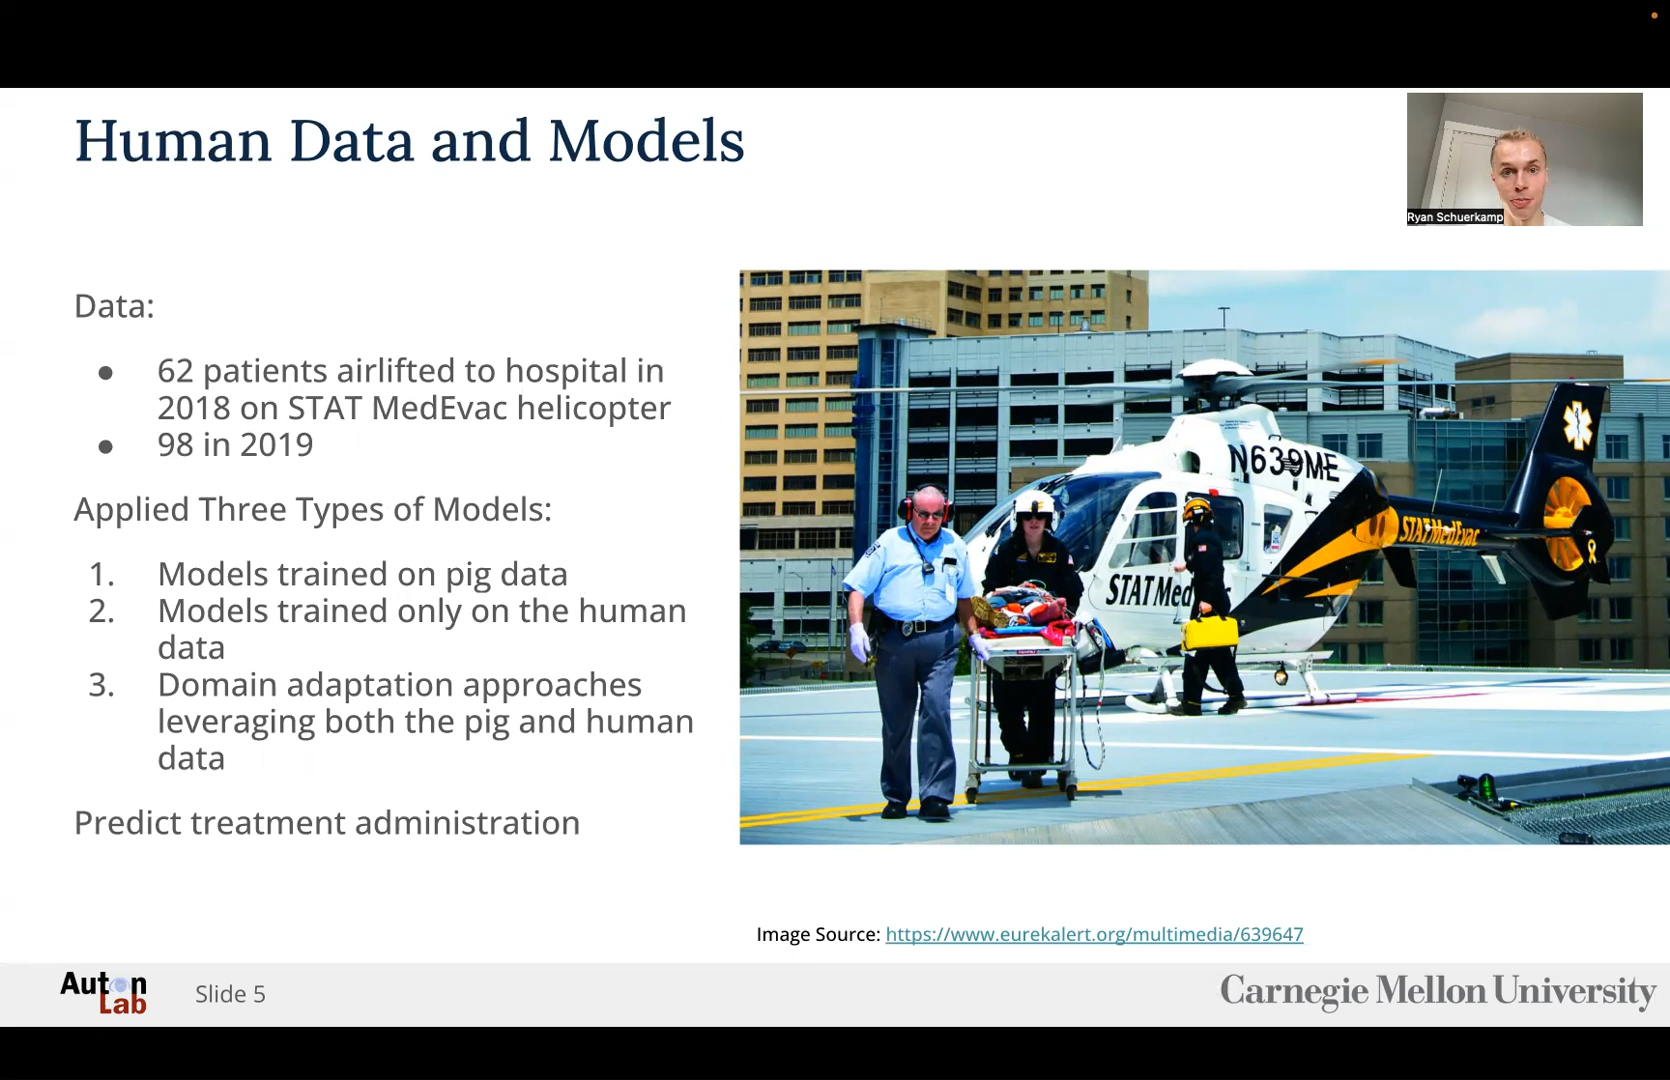 Human Data and Models
Ryan Schuerkamp
Data:
● 62 patients airlifted to hospital in
2018 on STAT MedEvac helicopter
● 98 in 2019
Applied Three Types of Models:
1. Models trained on pig data
2. Models trained only on the human
data
3. Domain adaptation approaches
leveraging both the pig and human
data
Predict treatment administration
N639ME
STATMedEvac
STATMed
Image Source: https://www.eurekalert.org/multimedia/639647
Auton
Lab
Slide 5
Carnegie Mellon University